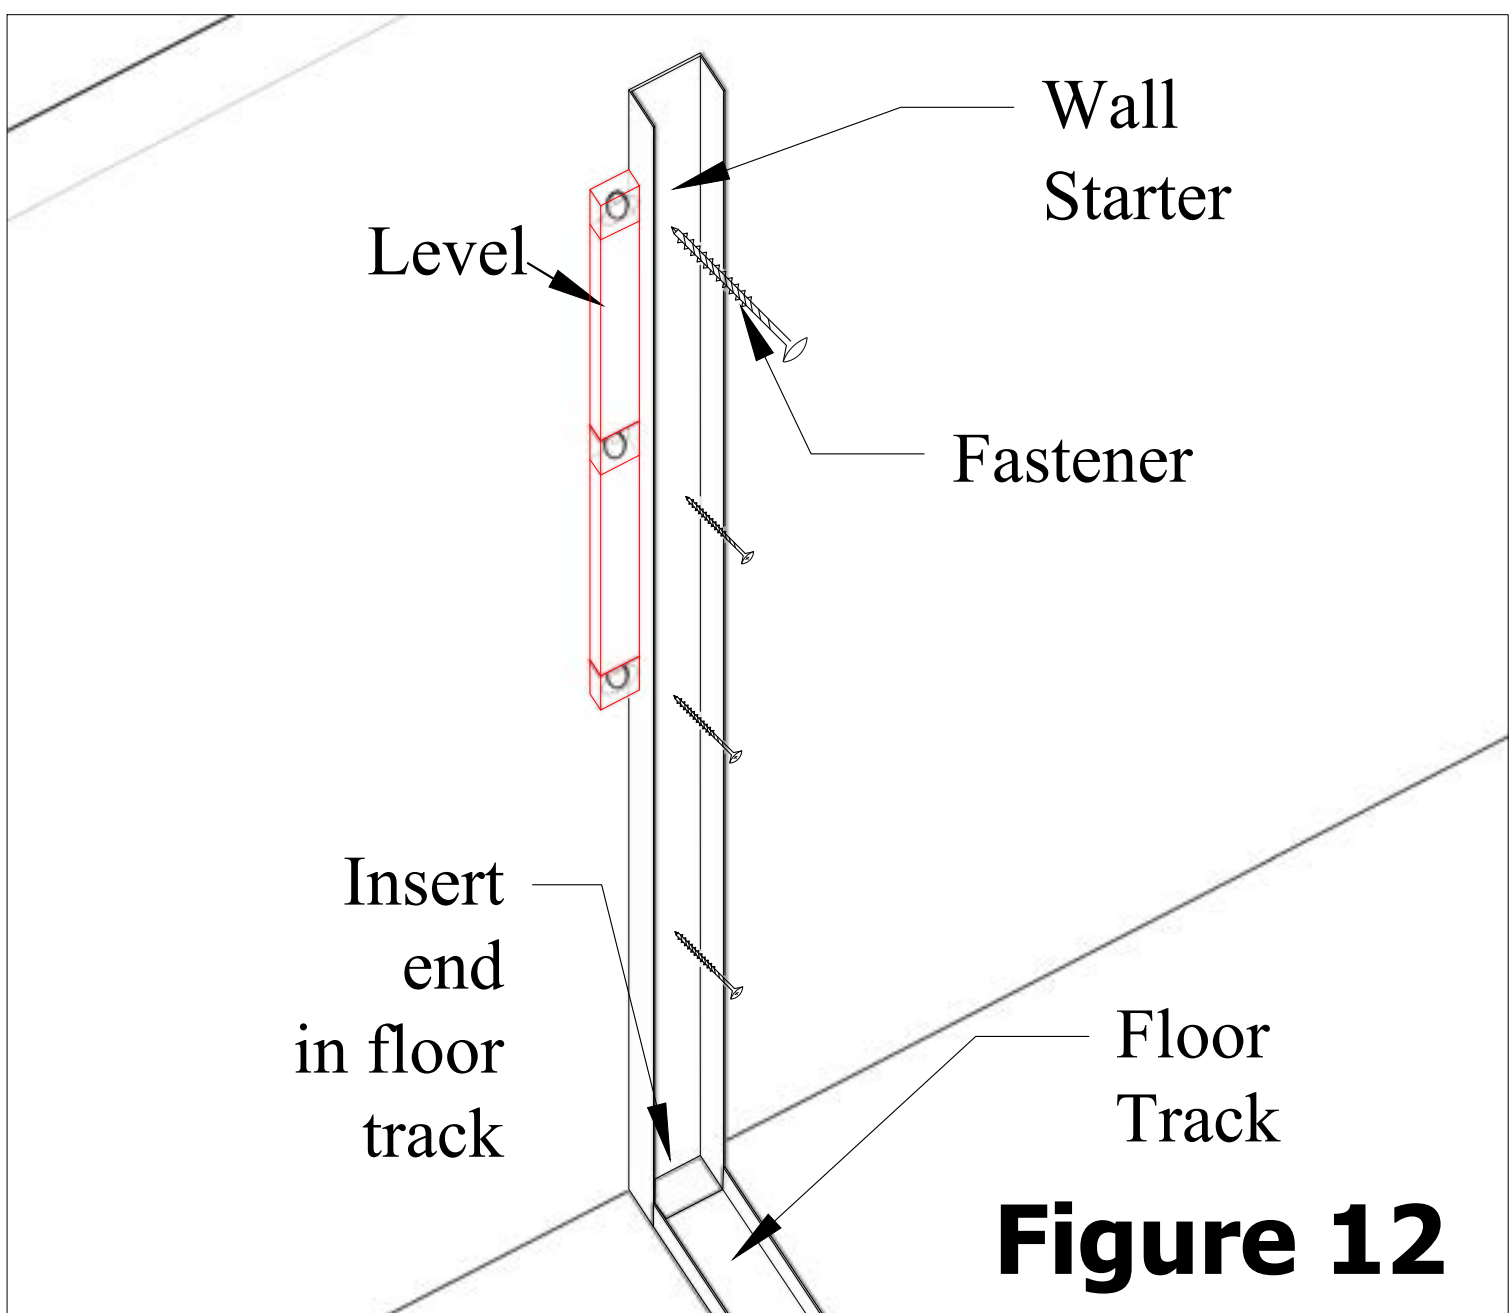 Wall
Starter
Level
Fastener
Insert
end
in floor
track
Floor
Track
Figure 12